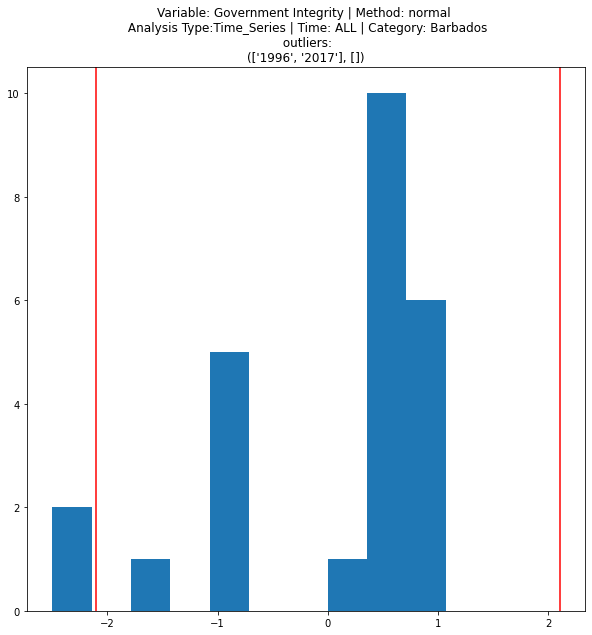 Variable: Government Integrity | Method: normal
Analysis Type:Time_Series | Time: ALL | Category: Barbados
outliers:
(['1996', '2017'], [])
10
8
6
4
2
0
−2
−1
0
1
2